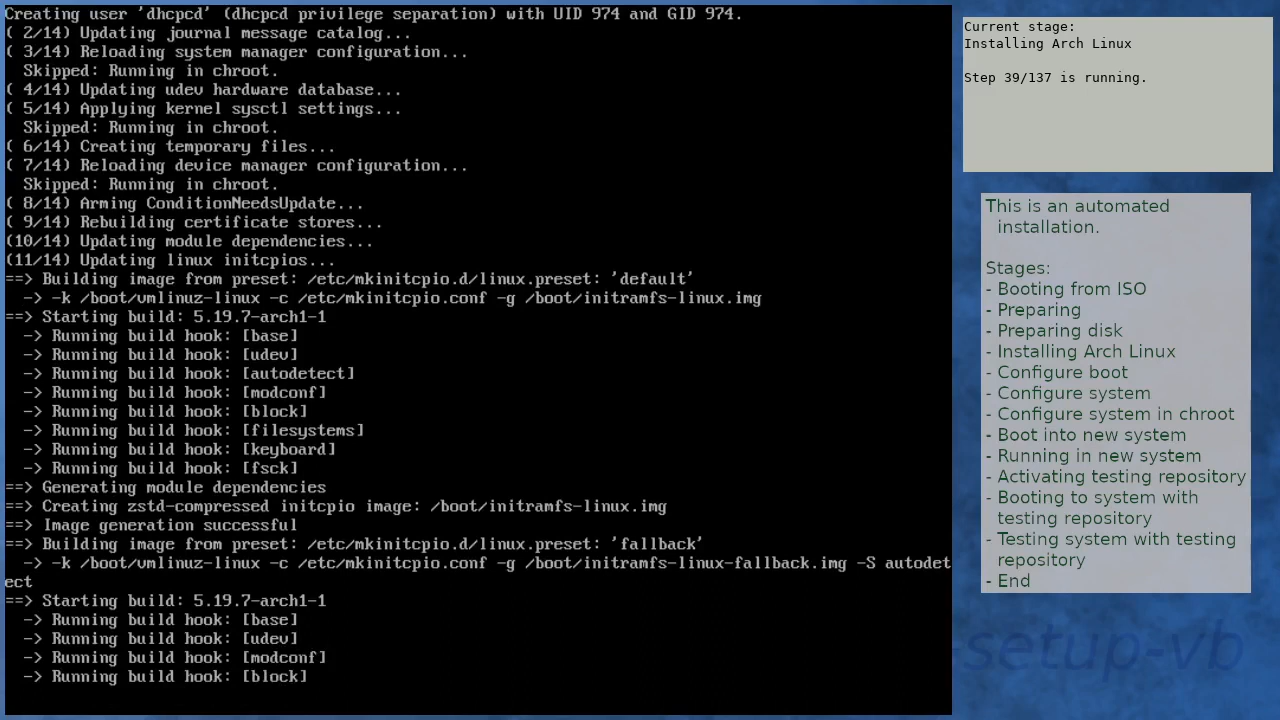 Creating user 'dhcpcd' (dhcpcd privilege separation) with UID 974 and GID 974.
( 2/14) Updating journal message catalog...
( 3/14) Reloading system manager configuration...
  Skipped: Running in chroot.
( 4/14) Updating udev hardware database...
( 5/14) Applying kernel sysctl settings...
  Skipped: Running in chroot.
( 6/14) Creating temporary files...
( 7/14) Reloading device manager configuration...
  Skipped: Running in chroot.
( 8/14) Arming ConditionNeedsUpdate...
( 9/14) Rebuilding certificate stores...
(10/14) Updating module dependencies...
(11/14) Updating linux initcpios...
==> Building image from preset: /etc/mkinitcpio.d/linux.preset: 'default'
  -> -k /boot/vmlinuz-linux -c /etc/mkinitcpio.conf -g /boot/initramfs-linux.img
==> Starting build: 5.19.7-arch1-1
  -> Running build hook: [base]
  -> Running build hook: [udev]
  -> Running build hook: [autodetect]
  -> Running build hook: [modconf]
  -> Running build hook: [block]
  -> Running build hook: [filesystems]
  -> Running build hook: [keyboard]
  -> Running build hook: [fsck]
==> Generating module dependencies
==> Creating zstd-compressed initcpio image: /boot/initramfs-linux.img
==> Image generation successful
==> Building image from preset: /etc/mkinitcpio.d/linux.preset: 'fallback'
  -> -k /boot/vmlinuz-linux -c /etc/mkinitcpio.conf -g /boot/initramfs-linux-fallback.img -S autodet
ect
==> Starting build: 5.19.7-arch1-1
  -> Running build hook: [base]
  -> Running build hook: [udev]
  -> Running build hook: [modconf]
  -> Running build hook: [block]
Current stage:
Installing Arch Linux
Step 39/137 is running.
This is an automated
installation.
Stages:
- Booting from ISO
- Preparing
- Preparing disk
- Installing Arch Linux
- Configure boot
- Configure system
- Configure system in chroot
- Boot into new system
- Running in new system
- Activating testing repository
- Booting to system with
testing repository
- Testing system with testing
repository
- End
-setup-vb